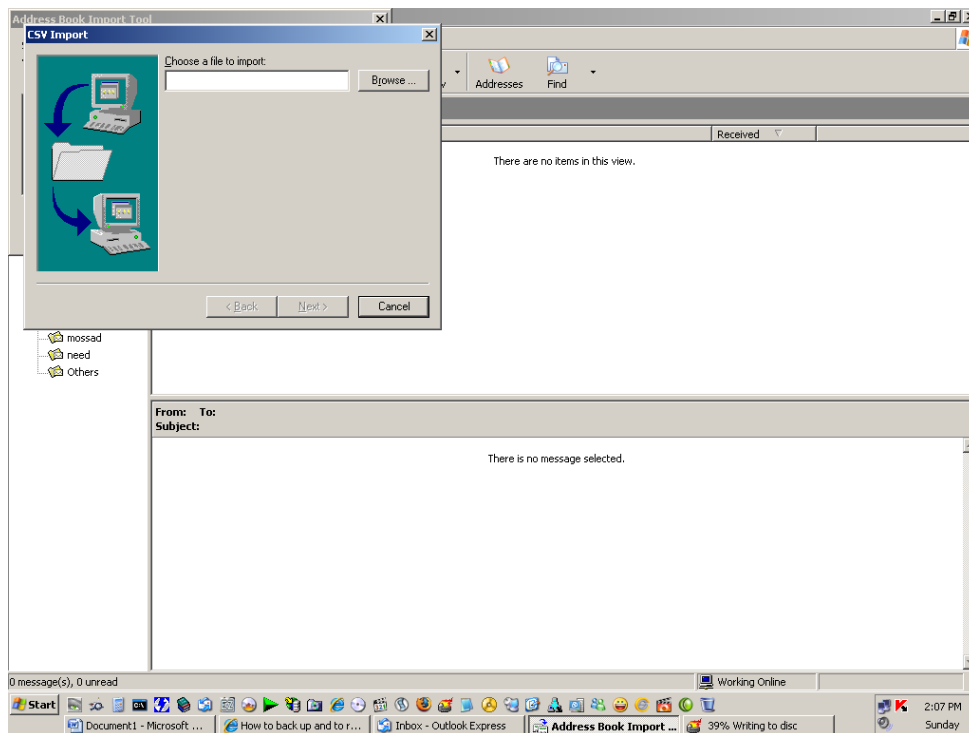 Address Book Import Tool
CSV Import
Choose a file to import:
Browse ...
Addresses
Find
Received
There are no items in this view.
< Back
Next >
Cancel
mossad
need
Others
From: To:
Subject:
There is no message selected.
0 message(s), 0 unread
Working Online
Start
2:07 PM
Document1 - Microsoft ...
How to back up and to r...
Inbox - Outlook Express
Address Book Import ...
39% Writing to disc
Sunday